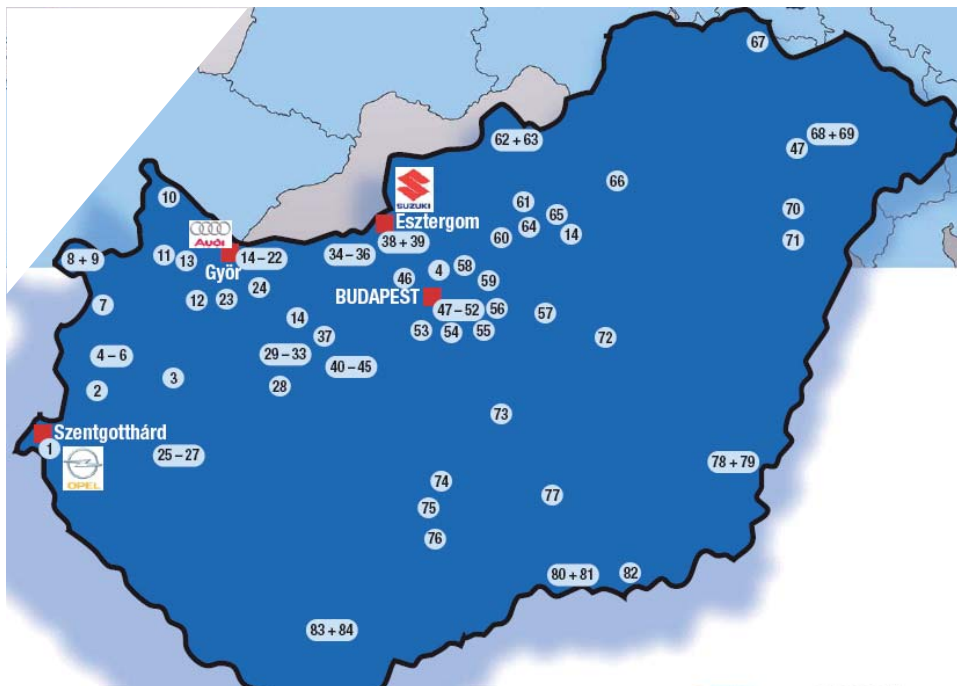 67
68 + 69
62 + 63
47
66
10
SUZUKI
61
70
65
Esztergom
64
14
Audi
60
38 + 39
71
8 + 9
11
13
14 – 22
34 – 36
Györ
46
4
58
59
24
7
12
23
BUDAPEST
47 – 52
56
57
14
53
54
55
37
72
4 – 6
29 – 33
40 – 45
3
28
2
73
Szentgotthárd
1
25 – 27
OPEL
78 + 79
74
77
75
76
80 + 81
82
83 + 84